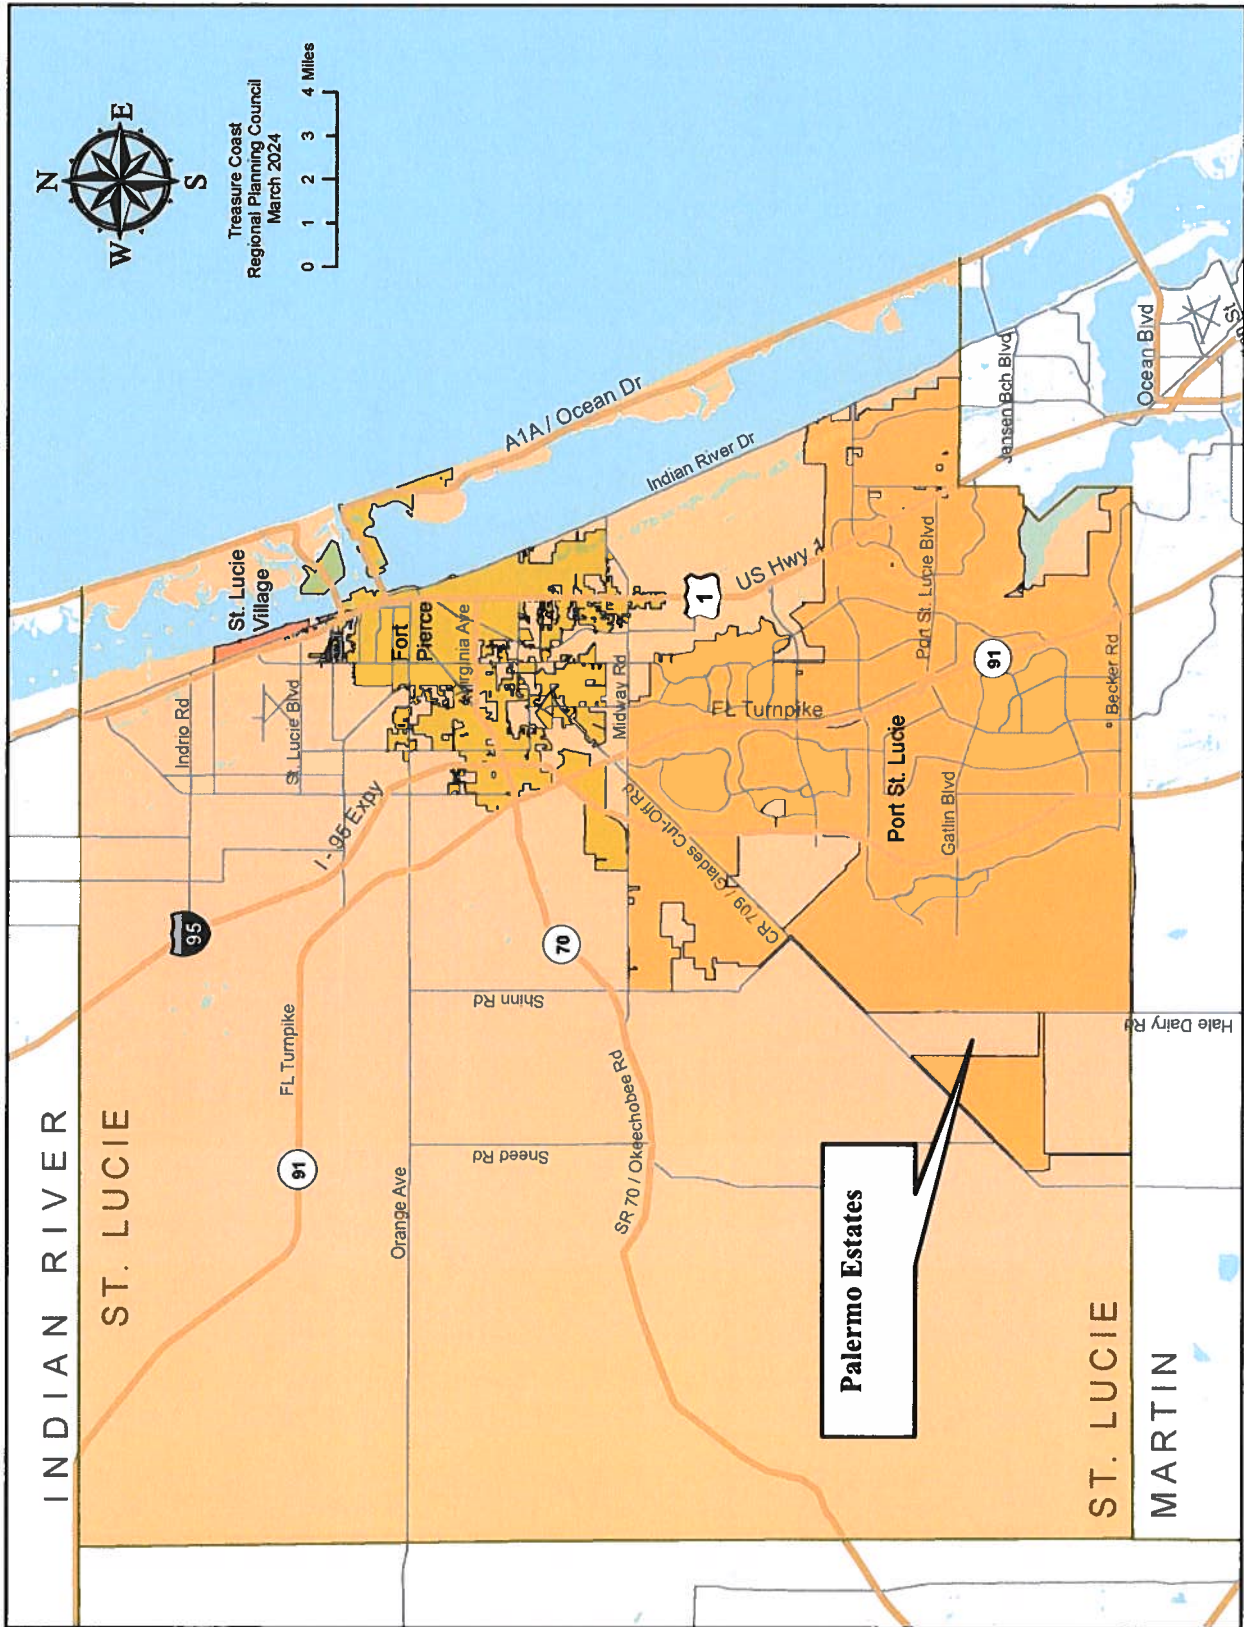 INDIAN RIVER
ST. LUCIE
N
W
E
S
Treasure Coast
Regional Planning Council
March 2024
0 1 2 3 4 Miles
95
I - 95 Expy
FL Turnpike
91
Indrio Rd
St. Lucie Blvd
St. Lucie
Village
Orange Ave
Fort
Pierce
Virginia Ave
A1A / Ocean Dr
Shinn Rd
Sneed Rd
70
SR 70 / Okeechobee Rd
Midway Rd
CR 709 / Glades Cut-Off Rd
Indian River Dr
1
US Hwy 1
FL Turnpike
Palermo Estates
Port St. Lucie
Port St. Lucie Blvd
Gatlin Blvd
91
Jensen Bch Blvd
Becker Rd
Hale Dairy Rd
Ocean Blvd
St
ST. LUCIE
MARTIN